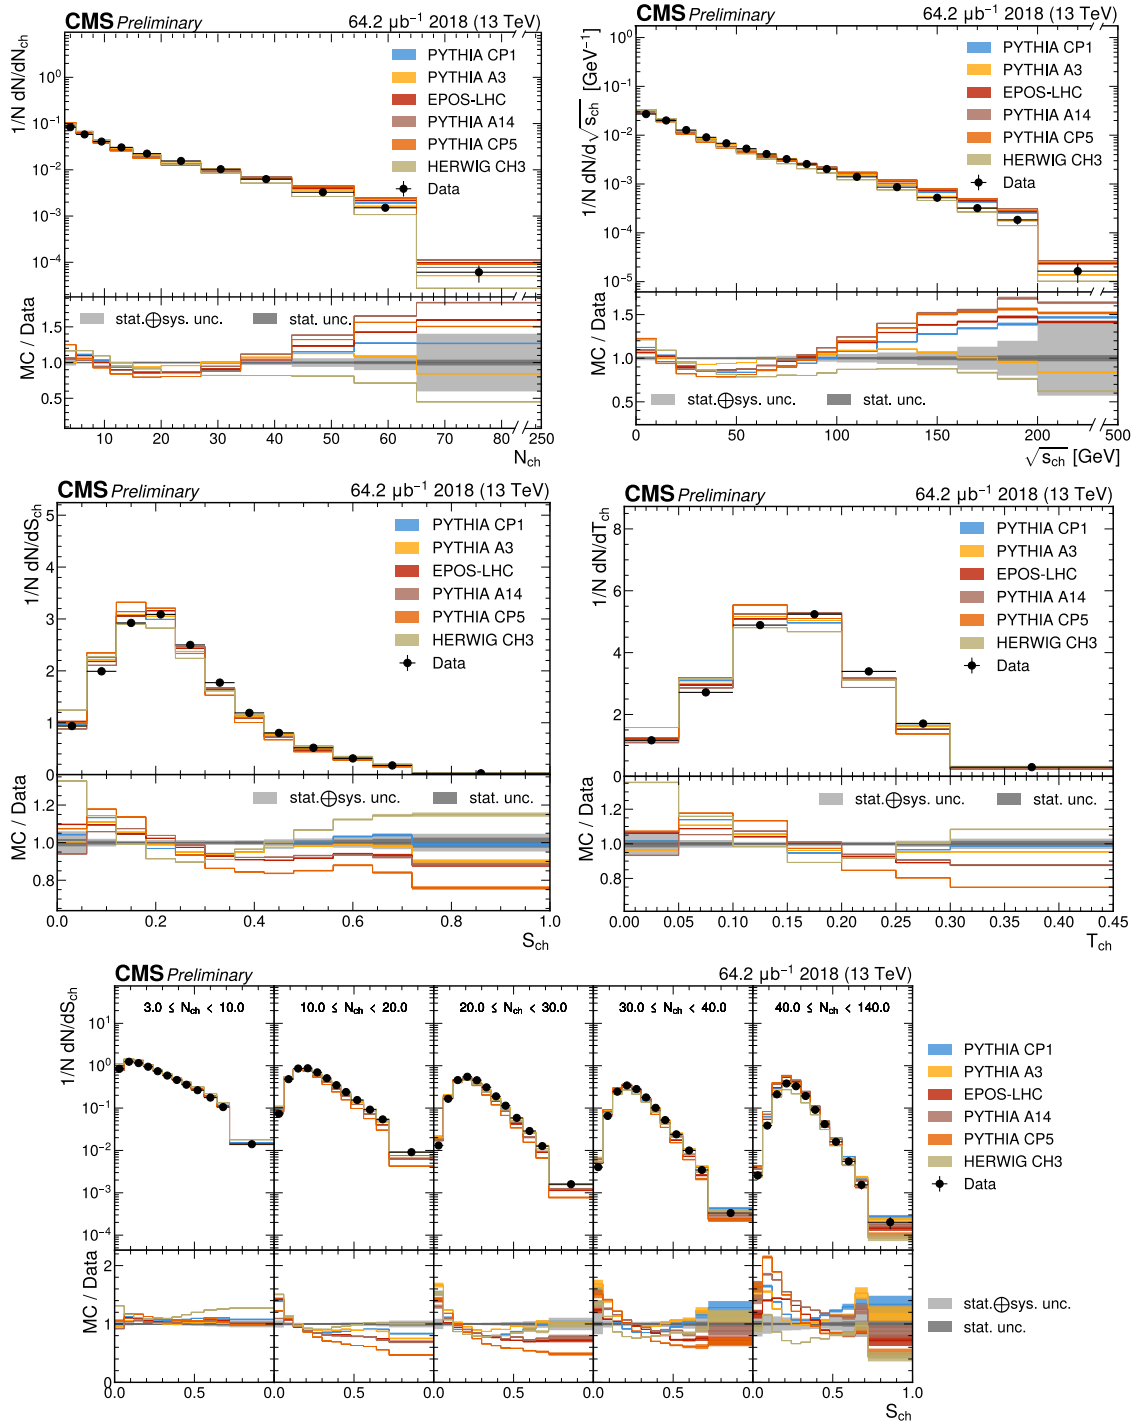 CMS Preliminary 64.2 μb⁻¹ 2018 (13 TeV)
1/N dN/dN_ch
10⁰
10⁻¹
10⁻²
10⁻³
10⁻⁴
PYTHIA CP1
PYTHIA A3
EPOS-LHC
PYTHIA A14
PYTHIA CP5
HERWIG CH3
Data
MC / Data
1.5
1.0
0.5
stat.⊕sys. unc. stat. unc.
10 20 30 40 50 60 70 80 250
N_ch
CMS Preliminary 64.2 μb⁻¹ 2018 (13 TeV)
1/N dN/d√s_ch [GeV⁻¹]
10⁰
10⁻¹
10⁻²
10⁻³
10⁻⁴
10⁻⁵
PYTHIA CP1
PYTHIA A3
EPOS-LHC
PYTHIA A14
PYTHIA CP5
HERWIG CH3
Data
MC / Data
1.5
1.0
0.5
stat.⊕sys. unc. stat. unc.
0 50 100 150 200 500
√s_ch [GeV]
CMS Preliminary 64.2 μb⁻¹ 2018 (13 TeV)
1/N dN/dS_ch
5
4
3
2
1
0
PYTHIA CP1
PYTHIA A3
EPOS-LHC
PYTHIA A14
PYTHIA CP5
HERWIG CH3
Data
MC / Data
1.2
1.0
0.8
stat.⊕sys. unc. stat. unc.
0.0 0.2 0.4 0.6 0.8 1.0
S_ch
CMS Preliminary 64.2 μb⁻¹ 2018 (13 TeV)
1/N dN/dT_ch
8
6
4
2
0
PYTHIA CP1
PYTHIA A3
EPOS-LHC
PYTHIA A14
PYTHIA CP5
HERWIG CH3
Data
MC / Data
1.2
1.0
0.8
stat.⊕sys. unc. stat. unc.
0.00 0.05 0.10 0.15 0.20 0.25 0.30 0.35 0.40 0.45
T_ch
CMS Preliminary 64.2 μb⁻¹ 2018 (13 TeV)
1/N dN/dS_ch
10¹
10⁰
10⁻¹
10⁻²
10⁻³
10⁻⁴
3.0 ≤ N_ch < 10.0 10.0 ≤ N_ch < 20.0 20.0 ≤ N_ch < 30.0 30.0 ≤ N_ch < 40.0 40.0 ≤ N_ch < 140.0
PYTHIA CP1
PYTHIA A3
EPOS-LHC
PYTHIA A14
PYTHIA CP5
HERWIG CH3
Data
MC / Data
2
1
0
stat.⊕sys. unc.
stat. unc.
0.0 0.5 0.0 0.5 0.0 0.5 0.0 0.5 0.0 0.5 1.0
S_ch